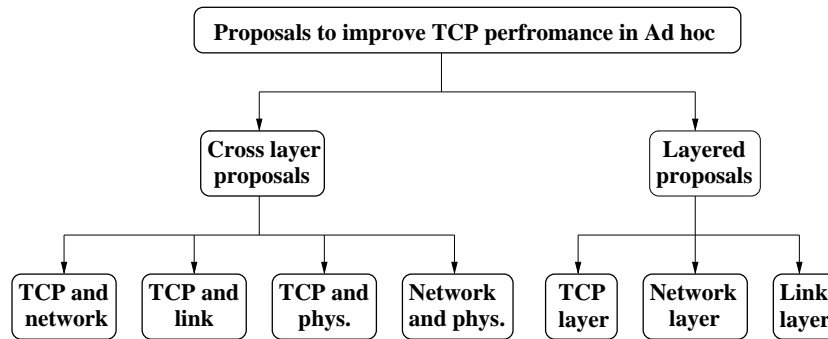 Proposals to improve TCP perfromance in Ad hoc
Cross layer
proposals
Layered
proposals
TCP and
network
TCP and
link
TCP and
phys.
Network
and phys.
TCP
layer
Network
layer
Link
layer